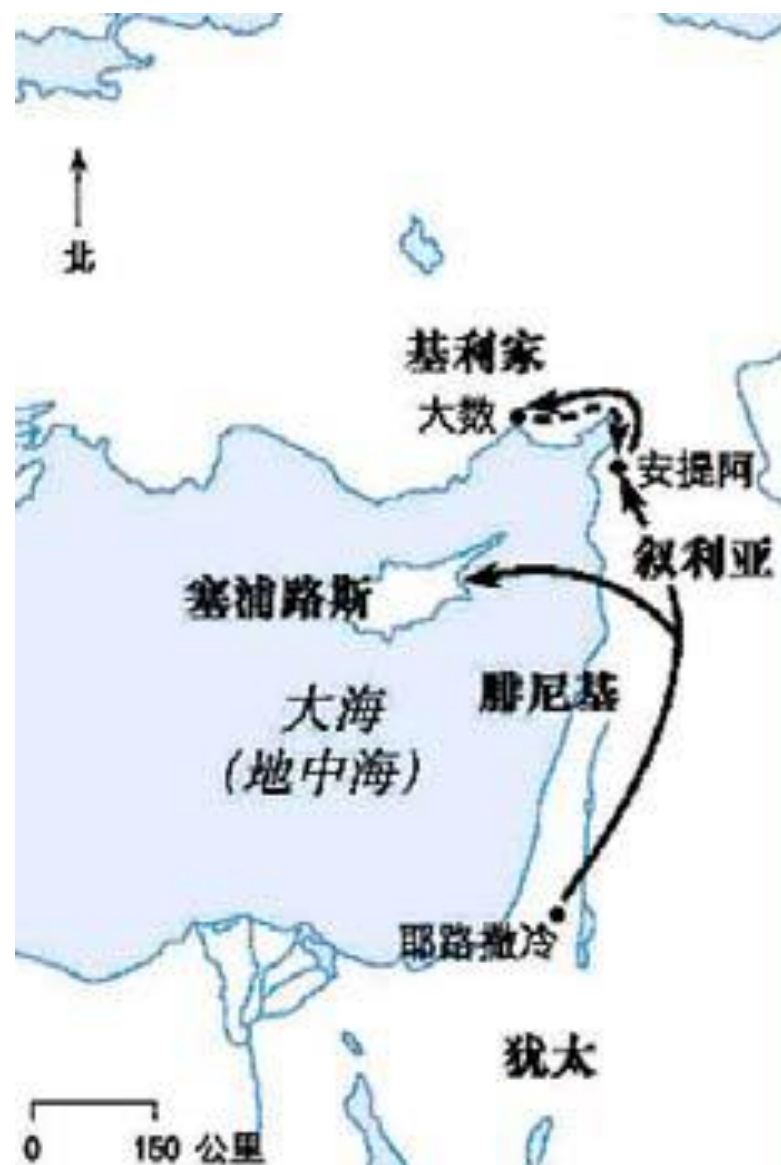 北
基利家
大数
安提阿
叙利亚
塞浦路斯
腓尼基
大海
(地中海)
耶路撒冷
犹太
0 150 公里